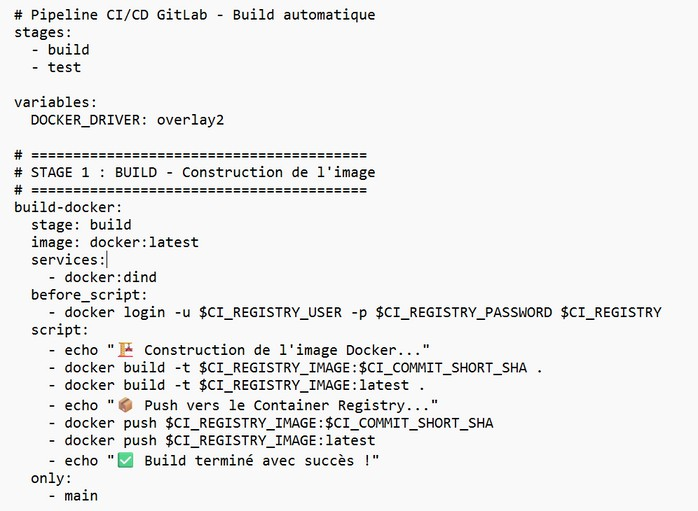 # Pipeline CI/CD GitLab - Build automatique
stages:
  - build
  - test

variables:
  DOCKER_DRIVER: overlay2

# ========================================
# STAGE 1 : BUILD - Construction de l'image
# ========================================
build-docker:
  stage: build
  image: docker:latest
  services:
    - docker:dind
  before_script:
    - docker login -u $CI_REGISTRY_USER -p $CI_REGISTRY_PASSWORD $CI_REGISTRY
  script:
    - echo "🏗️ Construction de l'image Docker..."
    - docker build -t $CI_REGISTRY_IMAGE:$CI_COMMIT_SHORT_SHA .
    - docker build -t $CI_REGISTRY_IMAGE:latest .
    - echo "📦 Push vers le Container Registry..."
    - docker push $CI_REGISTRY_IMAGE:$CI_COMMIT_SHORT_SHA
    - docker push $CI_REGISTRY_IMAGE:latest
    - echo "✅ Build terminé avec succès !"
  only:
    - main